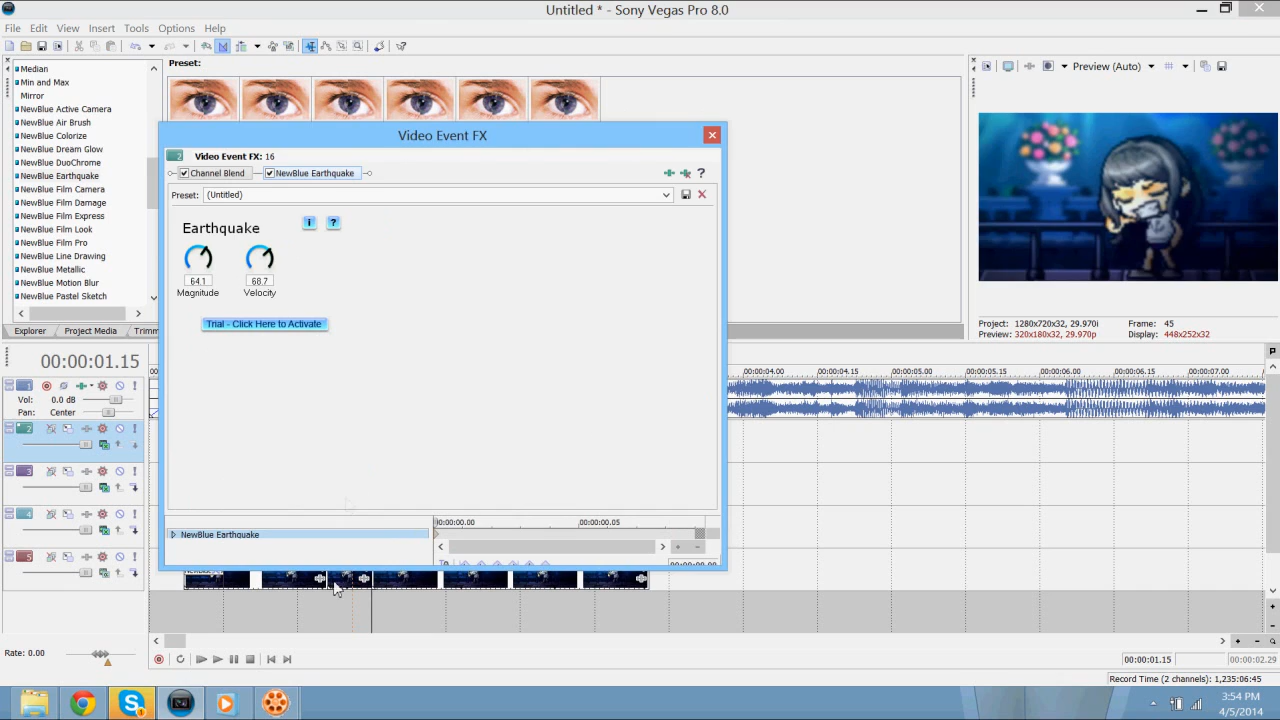 Untitled * - Sony Vegas Pro 8.0
File Edit View Insert Tools Options Help
Preset:
Median
Min and Max
Mirror
NewBlue Active Camera
NewBlue Air Brush
NewBlue Colorize
NewBlue Dream Glow
NewBlue DuoChrome
NewBlue Earthquake
NewBlue Film Camera
NewBlue Film Damage
NewBlue Film Express
NewBlue Film Look
NewBlue Film Pro
NewBlue Line Drawing
NewBlue Metallic
NewBlue Motion Blur
NewBlue Pastel Sketch
Explorer Project Media Trimm
Video Event FX
2 Video Event FX: 16
Channel Blend NewBlue Earthquake
Preset: (Untitled)
Earthquake
i ?
64.1 68.7
Magnitude Velocity
Trial - Click Here to Activate
00:00:00.00 ,00:00:00.05
NewBlue Earthquake
Preview (Auto)
Project: 1280x720x32, 29.970i Frame: 45
Preview: 320x180x32, 29.970p Display: 448x252x32
00:00:01.15
00:00:04.00 00:00:04.15 00:00:05.00 00:00:05.15 00:00:06.00 00:00:06.15 00:00:07.00
1
Vol: 0.0 dB
Pan: Center
2
3
4
5
Rate: 0.00
00:00:01.15 00:00:02.29
Record Time (2 channels): 1,235:06:45
3:54 PM
4/5/2014